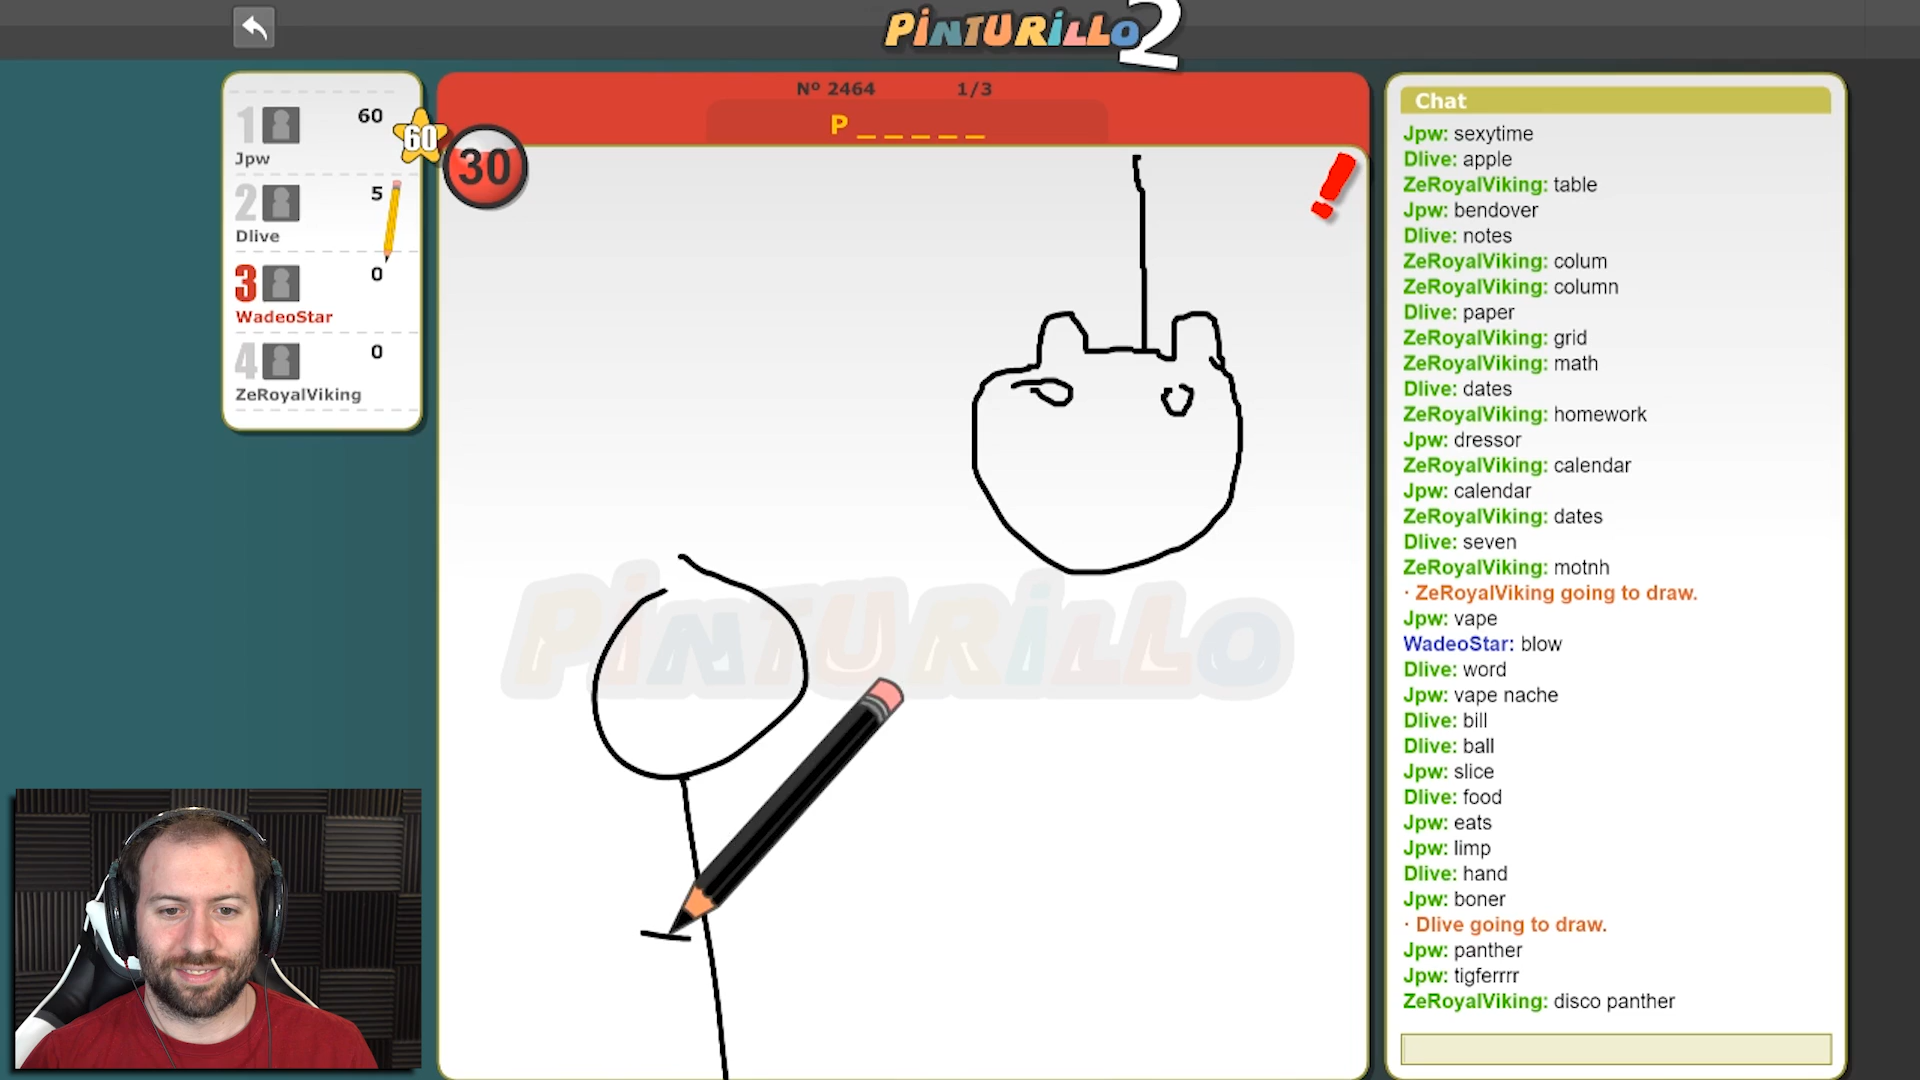 PiNTURiLLO2
Nº 2464 1/3
P _ _ _ _ _
1 60
Jpw
60
30
2 5
Dlive
3 0
WadeoStar
4 0
ZeRoyalViking
PiNTURiLLO
Chat
Jpw: sexytime
Dlive: apple
ZeRoyalViking: table
Jpw: bendover
Dlive: notes
ZeRoyalViking: colum
ZeRoyalViking: column
Dlive: paper
ZeRoyalViking: grid
ZeRoyalViking: math
Dlive: dates
ZeRoyalViking: homework
Jpw: dressor
ZeRoyalViking: calendar
Jpw: calendar
ZeRoyalViking: dates
Dlive: seven
ZeRoyalViking: motnh
· ZeRoyalViking going to draw.
Jpw: vape
WadeoStar: blow
Dlive: word
Jpw: vape nache
Dlive: bill
Dlive: ball
Jpw: slice
Dlive: food
Jpw: eats
Jpw: limp
Dlive: hand
Jpw: boner
· Dlive going to draw.
Jpw: panther
Jpw: tigferrrr
ZeRoyalViking: disco panther